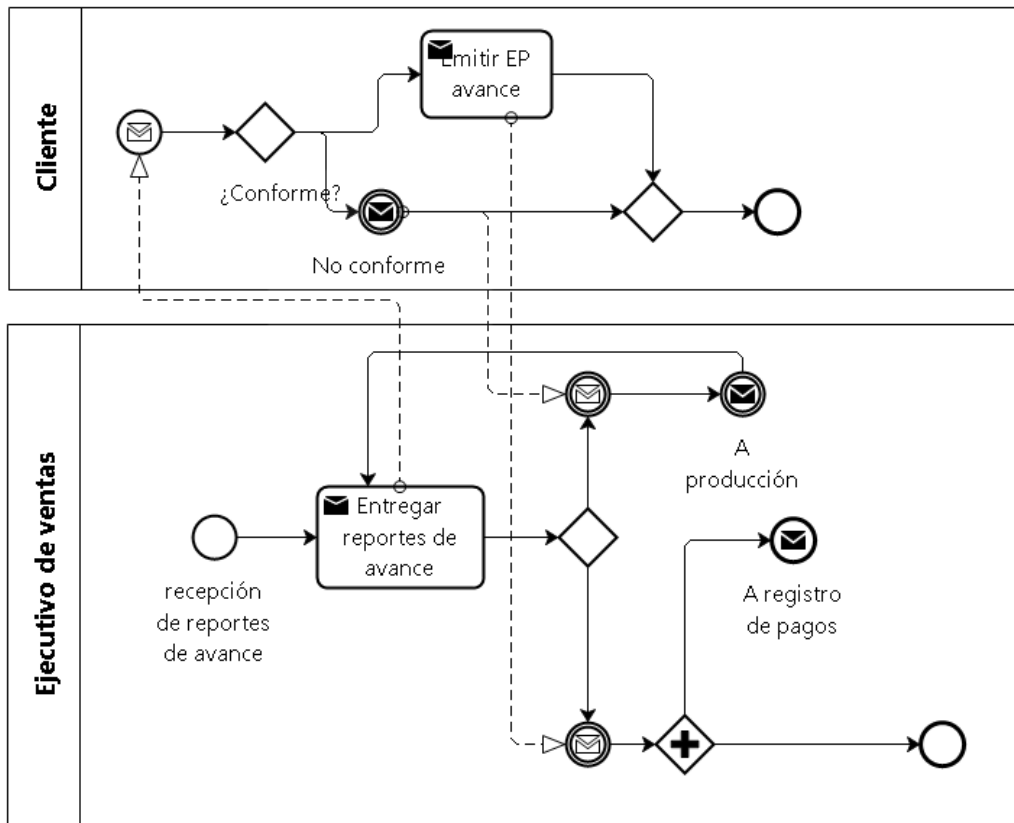 Cliente
Emitir EP
avance
¿Conforme?
No conforme
Ejecutivo de ventas
recepción
de reportes
de avance
Entregar
reportes de
avance
A
producción
A registro
de pagos